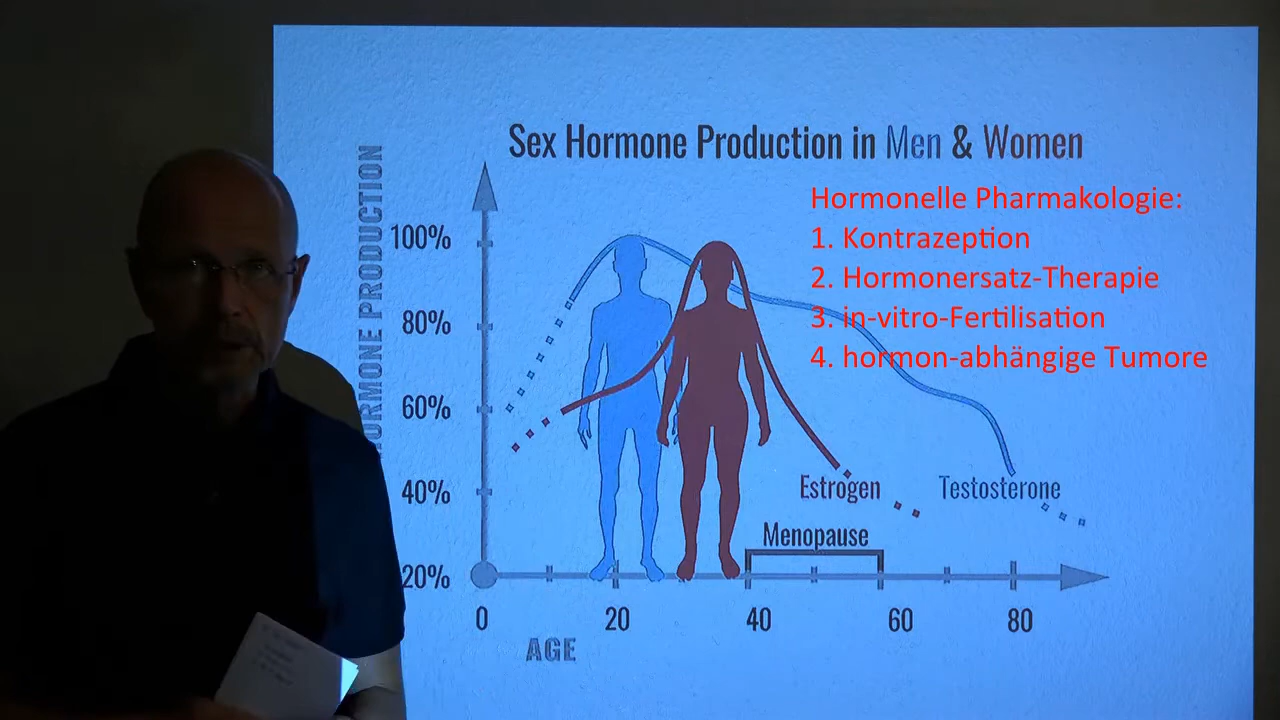 Sex Hormone Production in Men & Women
Hormonelle Pharmakologie:
1. Kontrazeption
2. Hormonersatz-Therapie
3. in-vitro-Fertilisation
4. hormon-abhängige Tumore
HORMONE PRODUCTION
100%
80%
60%
40%
20%
Estrogen
Testosterone
Menopause
0
20
40
60
80
AGE